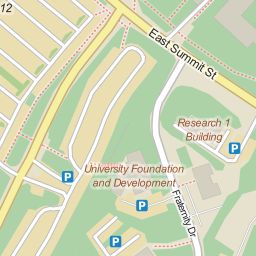 12
East Summit St
Research 1
Building
University Foundation
and Development
Fraternity Dr
P
P
P
P